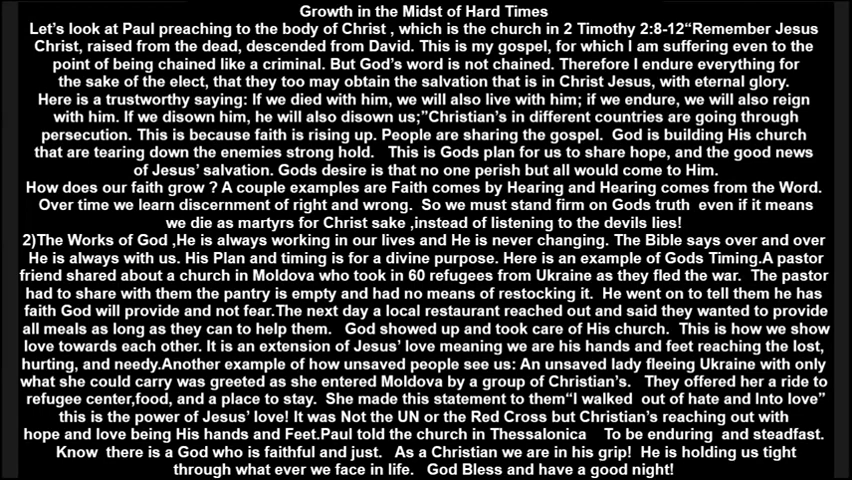 Growth in the Midst of Hard Times
Let's look at Paul preaching to the body of Christ , which is the church in 2 Timothy 2:8-12“Remember Jesus
Christ, raised from the dead, descended from David. This is my gospel, for which I am suffering even to the
point of being chained like a criminal. But God's word is not chained. Therefore I endure everything for
the sake of the elect, that they too may obtain the salvation that is in Christ Jesus, with eternal glory.
Here is a trustworthy saying: If we died with him, we will also live with him; if we endure, we will also reign
with him. If we disown him, he will also disown us;”Christian's in different countries are going through
persecution. This is because faith is rising up. People are sharing the gospel.  God is building His church
that are tearing down the enemies strong hold.   This is Gods plan for us to share hope, and the good news
of Jesus' salvation. Gods desire is that no one perish but all would come to Him.
How does our faith grow ? A couple examples are Faith comes by Hearing and Hearing comes from the Word.
Over time we learn discernment of right and wrong.  So we must stand firm on Gods truth  even if it means
we die as martyrs for Christ sake ,instead of listening to the devils lies!
2)The Works of God ,He is always working in our lives and He is never changing. The Bible says over and over
He is always with us. His Plan and timing is for a divine purpose. Here is an example of Gods Timing.A pastor
friend shared about a church in Moldova who took in 60 refugees from Ukraine as they fled the war.  The pastor
had to share with them the pantry is empty and had no means of restocking it.  He went on to tell them he has
faith God will provide and not fear.The next day a local restaurant reached out and said they wanted to provide
all meals as long as they can to help them.   God showed up and took care of His church.  This is how we show
love towards each other. It is an extension of Jesus' love meaning we are his hands and feet reaching the lost,
hurting, and needy.Another example of how unsaved people see us: An unsaved lady fleeing Ukraine with only
what she could carry was greeted as she entered Moldova by a group of Christian's.   They offered her a ride to
refugee center,food, and a place to stay.  She made this statement to them“I walked  out of hate and Into love”
this is the power of Jesus' love! It was Not the UN or the Red Cross but Christian's reaching out with
hope and love being His hands and Feet.Paul told the church in Thessalonica    To be enduring  and steadfast.
Know  there is a God who is faithful and just.   As a Christian we are in his grip!  He is holding us tight
through what ever we face in life.   God Bless and have a good night!